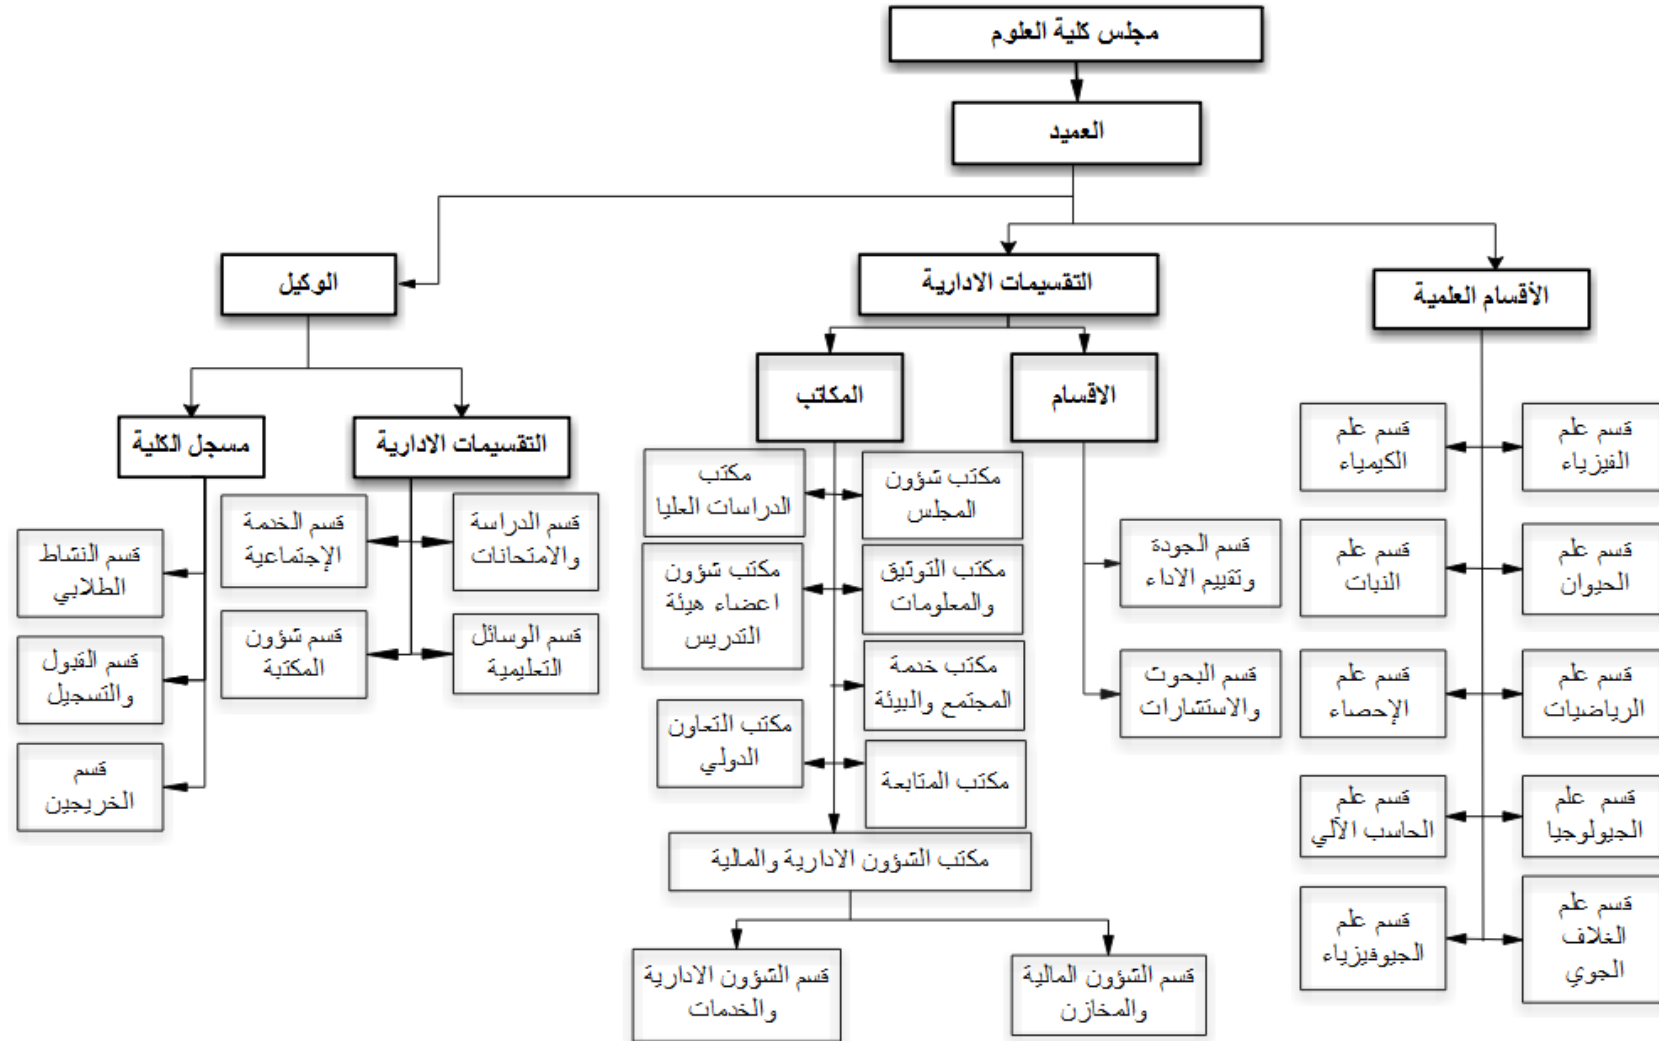 مجلس كلية العلوم
العميد
الأقسام العلمية
التقسيمات الادارية
الوكيل
قسم علم
الفيزياء
قسم علم
الكيمياء
قسم علم
الحيوان
قسم علم
النبات
قسم علم
الرياضيات
قسم علم
الإحصاء
قسم علم
الجيولوجيا
قسم علم
الحاسب الآلي
قسم علم
الغلاف
الجوي
قسم علم
الجيوفيزياء
الاقسام
المكاتب
قسم الجودة
وتقييم الاداء
قسم البحوث
والاستشارات
مكتب شؤون
المجلس
مكتب
الدراسات العليا
مكتب التوثيق
والمعلومات
مكتب شؤون
اعضاء هيئة
التدريس
مكتب خدمة
المجتمع والبيئة
مكتب التعاون
الدولي
مكتب المتابعة
مكتب الشؤون الادارية والمالية
قسم الشؤون المالية
والمخازن
قسم الشؤون الادارية
والخدمات
التقسيمات الادارية
مسجل الكلية
قسم الدراسة
والامتحانات
قسم الخدمة
الإجتماعية
قسم الوسائل
التعليمية
قسم شؤون
المكتبة
قسم النشاط
الطلابي
قسم القبول
والتسجيل
قسم
الخريجين